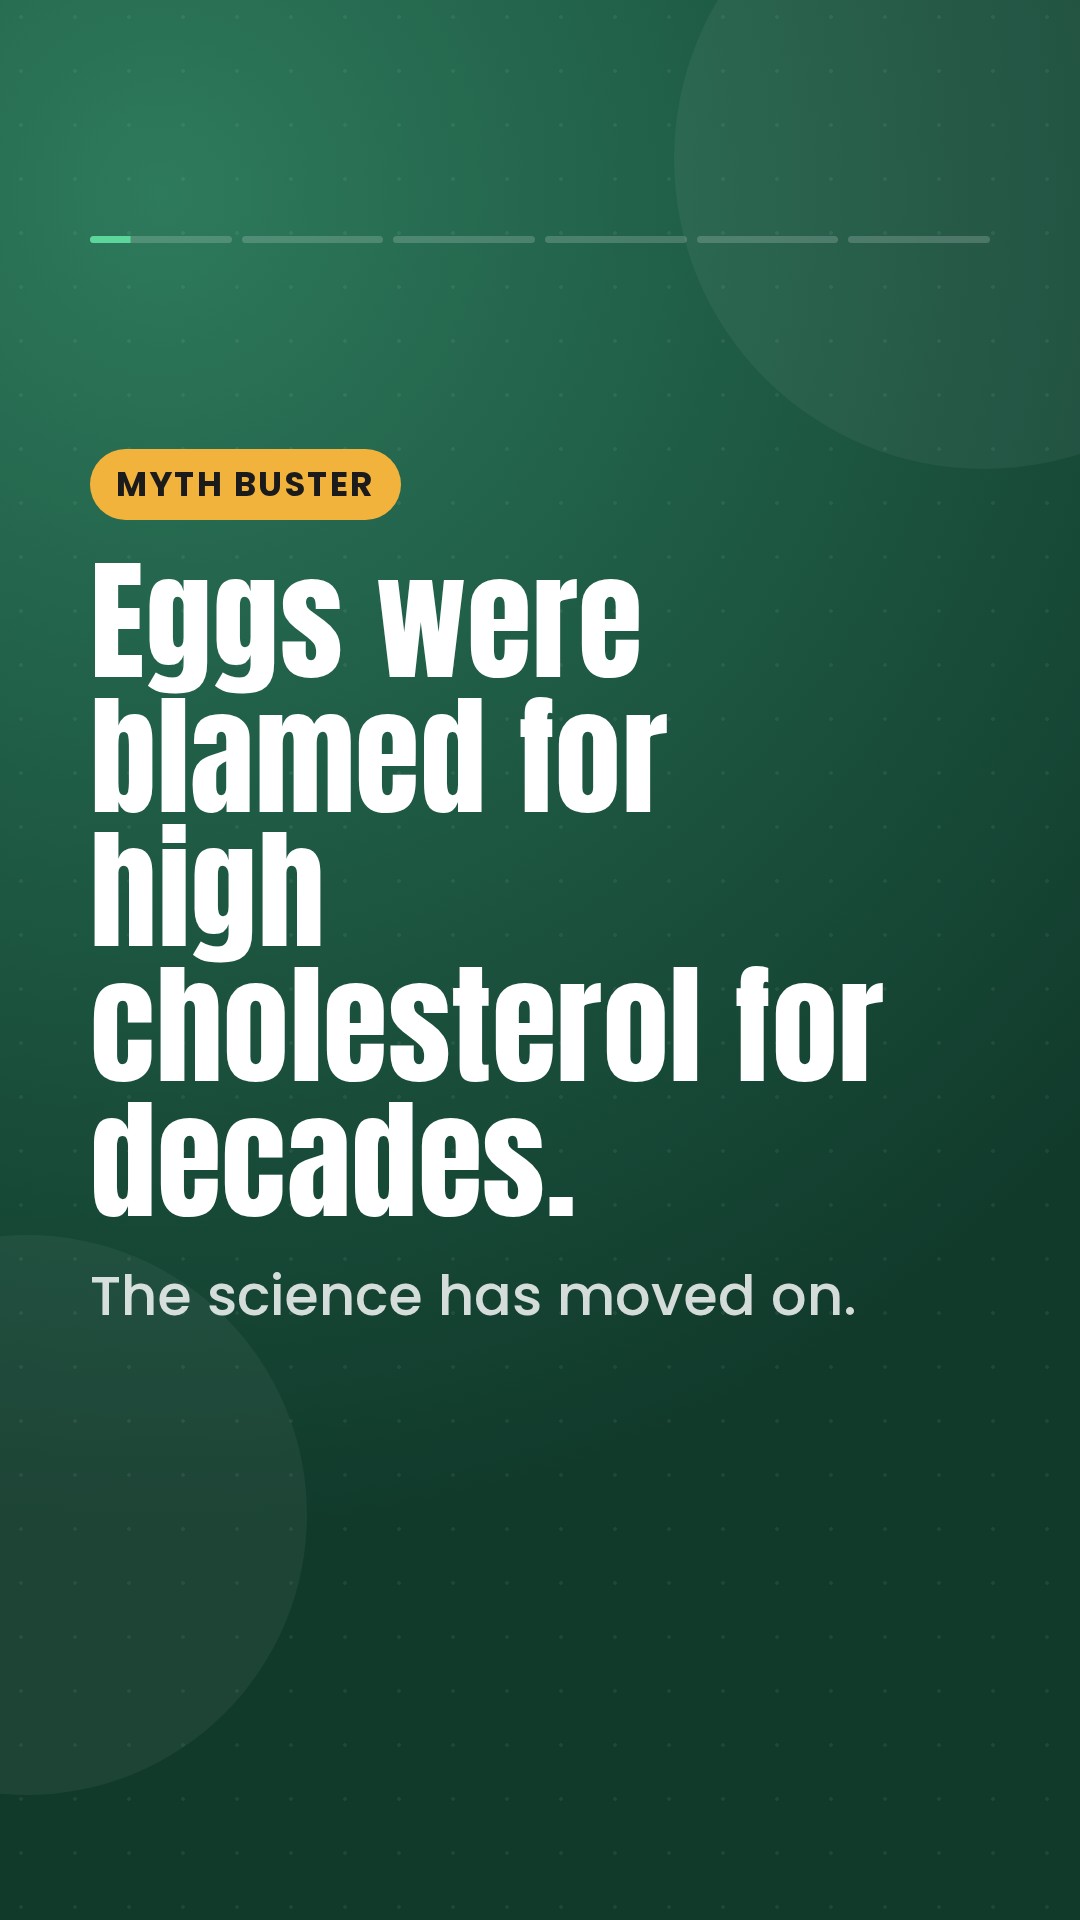 MYTH BUSTER
Eggs were
blamed for
high
cholesterol for
decades.
The science has moved on.